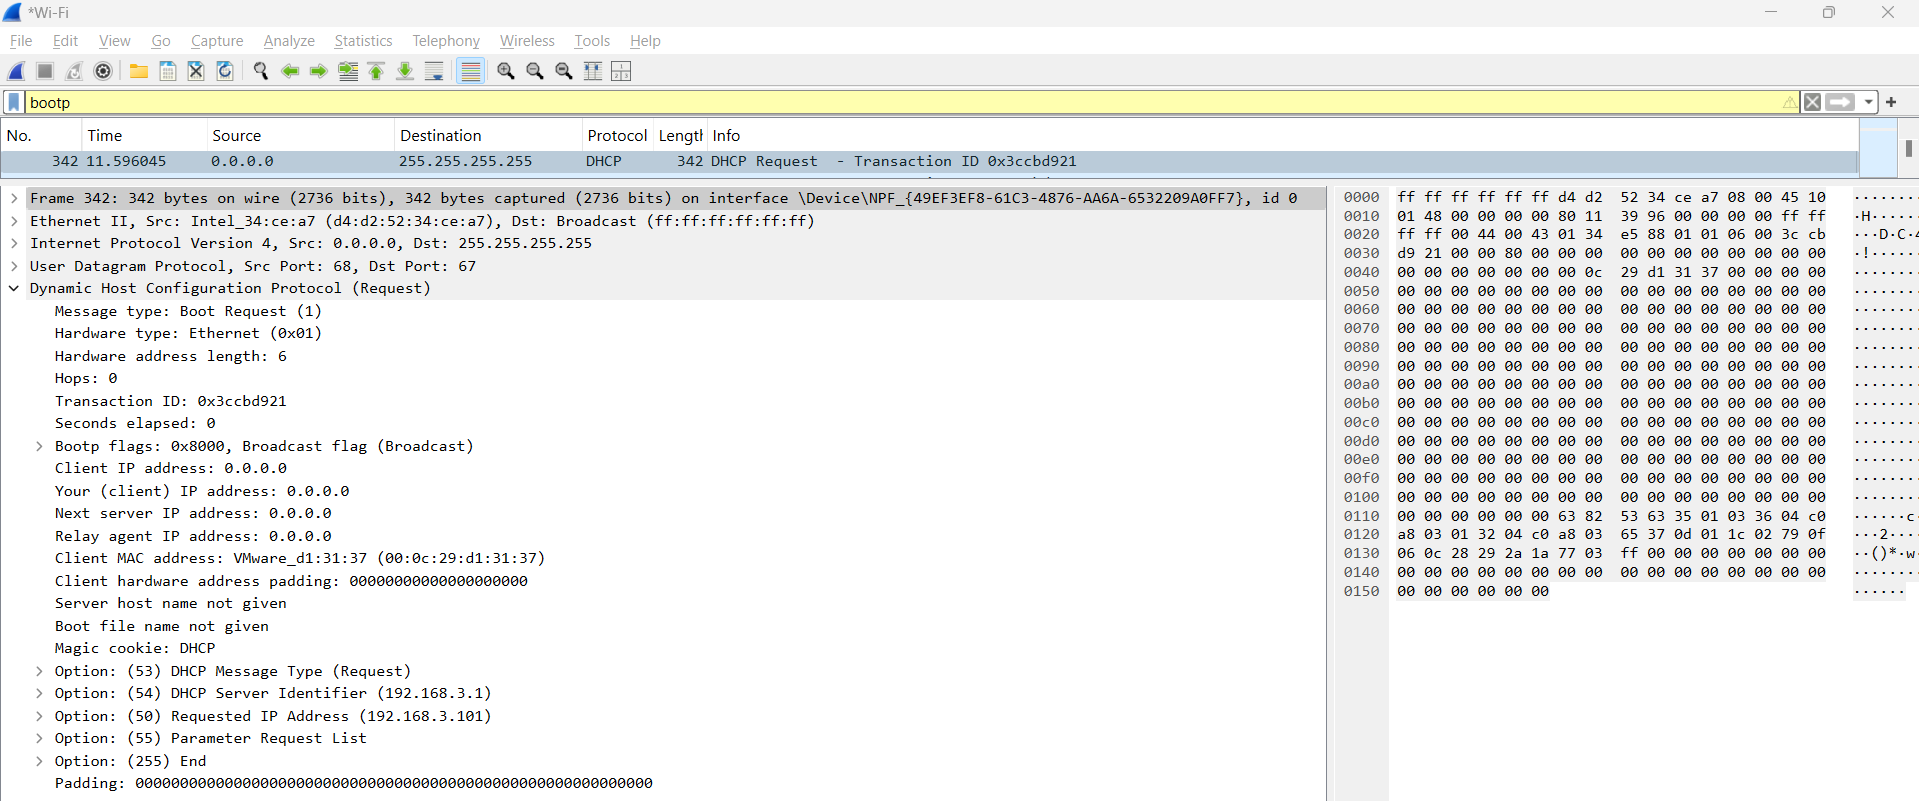 *Wi-Fi
File Edit View Go Capture Analyze Statistics Telephony Wireless Tools Help
bootp
No. Time Source Destination Protocol Length Info
342 11.596045 0.0.0.0 255.255.255.255 DHCP 342 DHCP Request - Transaction ID 0x3ccbd921
Frame 342: 342 bytes on wire (2736 bits), 342 bytes captured (2736 bits) on interface \Device\NPF_{49EF3EF8-61C3-4876-AA6A-6532209A0FF7}, id 0
Ethernet II, Src: Intel_34:ce:a7 (d4:d2:52:34:ce:a7), Dst: Broadcast (ff:ff:ff:ff:ff:ff)
Internet Protocol Version 4, Src: 0.0.0.0, Dst: 255.255.255.255
User Datagram Protocol, Src Port: 68, Dst Port: 67
Dynamic Host Configuration Protocol (Request)
Message type: Boot Request (1)
Hardware type: Ethernet (0x01)
Hardware address length: 6
Hops: 0
Transaction ID: 0x3ccbd921
Seconds elapsed: 0
Bootp flags: 0x8000, Broadcast flag (Broadcast)
Client IP address: 0.0.0.0
Your (client) IP address: 0.0.0.0
Next server IP address: 0.0.0.0
Relay agent IP address: 0.0.0.0
Client MAC address: VMware_d1:31:37 (00:0c:29:d1:31:37)
Client hardware address padding: 00000000000000000000
Server host name not given
Boot file name not given
Magic cookie: DHCP
Option: (53) DHCP Message Type (Request)
Option: (54) DHCP Server Identifier (192.168.3.1)
Option: (50) Requested IP Address (192.168.3.101)
Option: (55) Parameter Request List
Option: (255) End
Padding: 0000000000000000000000000000000000000000000000000000000000
0000 ff ff ff ff ff ff d4 d2 52 34 ce a7 08 00 45 10 ········
0010 01 48 00 00 00 00 80 11 39 96 00 00 00 00 ff ff ·H······
0020 ff ff 00 44 00 43 01 34 e5 88 01 01 06 00 3c cb ···D·C·4
0030 d9 21 00 00 80 00 00 00 00 00 00 00 00 00 00 00 ·!······
0040 00 00 00 00 00 00 00 0c 29 d1 31 37 00 00 00 00 ········
0050 00 00 00 00 00 00 00 00 00 00 00 00 00 00 00 00 ········
0060 00 00 00 00 00 00 00 00 00 00 00 00 00 00 00 00 ········
0070 00 00 00 00 00 00 00 00 00 00 00 00 00 00 00 00 ········
0080 00 00 00 00 00 00 00 00 00 00 00 00 00 00 00 00 ········
0090 00 00 00 00 00 00 00 00 00 00 00 00 00 00 00 00 ········
00a0 00 00 00 00 00 00 00 00 00 00 00 00 00 00 00 00 ········
00b0 00 00 00 00 00 00 00 00 00 00 00 00 00 00 00 00 ········
00c0 00 00 00 00 00 00 00 00 00 00 00 00 00 00 00 00 ········
00d0 00 00 00 00 00 00 00 00 00 00 00 00 00 00 00 00 ········
00e0 00 00 00 00 00 00 00 00 00 00 00 00 00 00 00 00 ········
00f0 00 00 00 00 00 00 00 00 00 00 00 00 00 00 00 00 ········
0100 00 00 00 00 00 00 00 00 00 00 00 00 00 00 00 00 ········
0110 00 00 00 00 00 00 63 82 53 63 35 01 03 36 04 c0 ······c
0120 a8 03 01 32 04 c0 a8 03 65 37 0d 01 1c 02 79 0f ···2····
0130 06 0c 28 29 2a 1a 77 03 ff 00 00 00 00 00 00 00 ··()*·w·
0140 00 00 00 00 00 00 00 00 00 00 00 00 00 00 00 00 ········
0150 00 00 00 00 00 00 ······